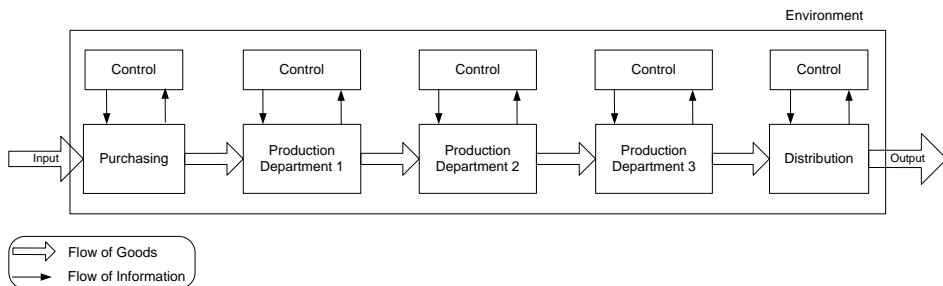 Environment
Control
Control
Control
Control
Control
Input
Purchasing
Production
Department 1
Production
Department 2
Production
Department 3
Distribution
Output
Flow of Goods
Flow of Information